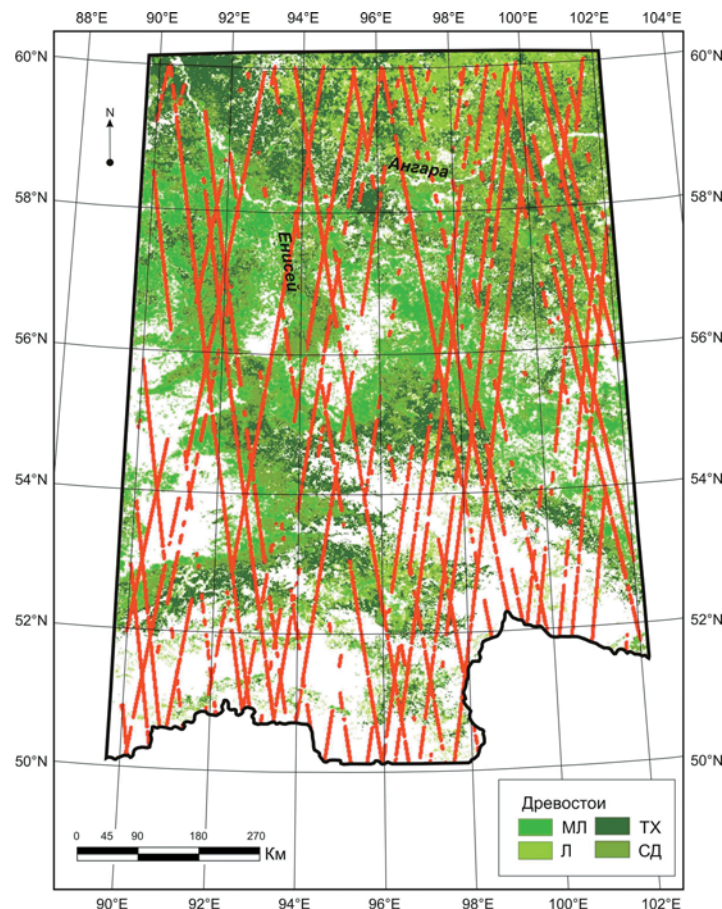 88°E 90°E 92°E 94°E 96°E 98°E 100°E 102°E 104°E
60°N 60°N
N
Ангара
58°N 58°N
Енисей
56°N 56°N
54°N 54°N
52°N 52°N
50°N 50°N
Древостои
МЛ ТХ
Л СД
0 45 90 180 270
Км
90°E 92°E 94°E 96°E 98°E 100°E 102°E